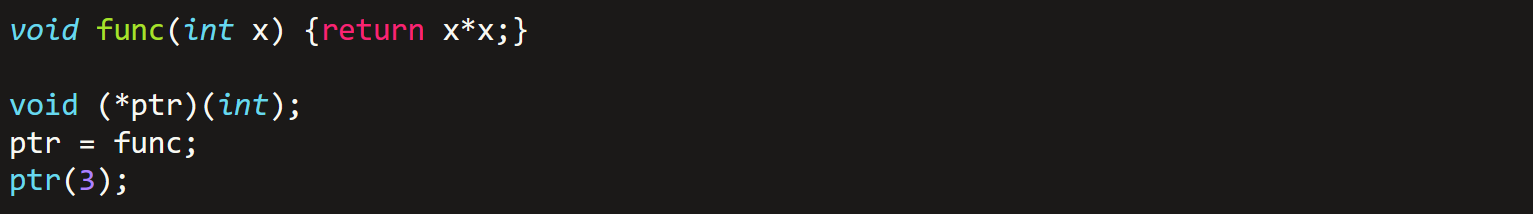 void func(int x) {return x*x;}
void (*ptr)(int);
ptr = func;
ptr(3);